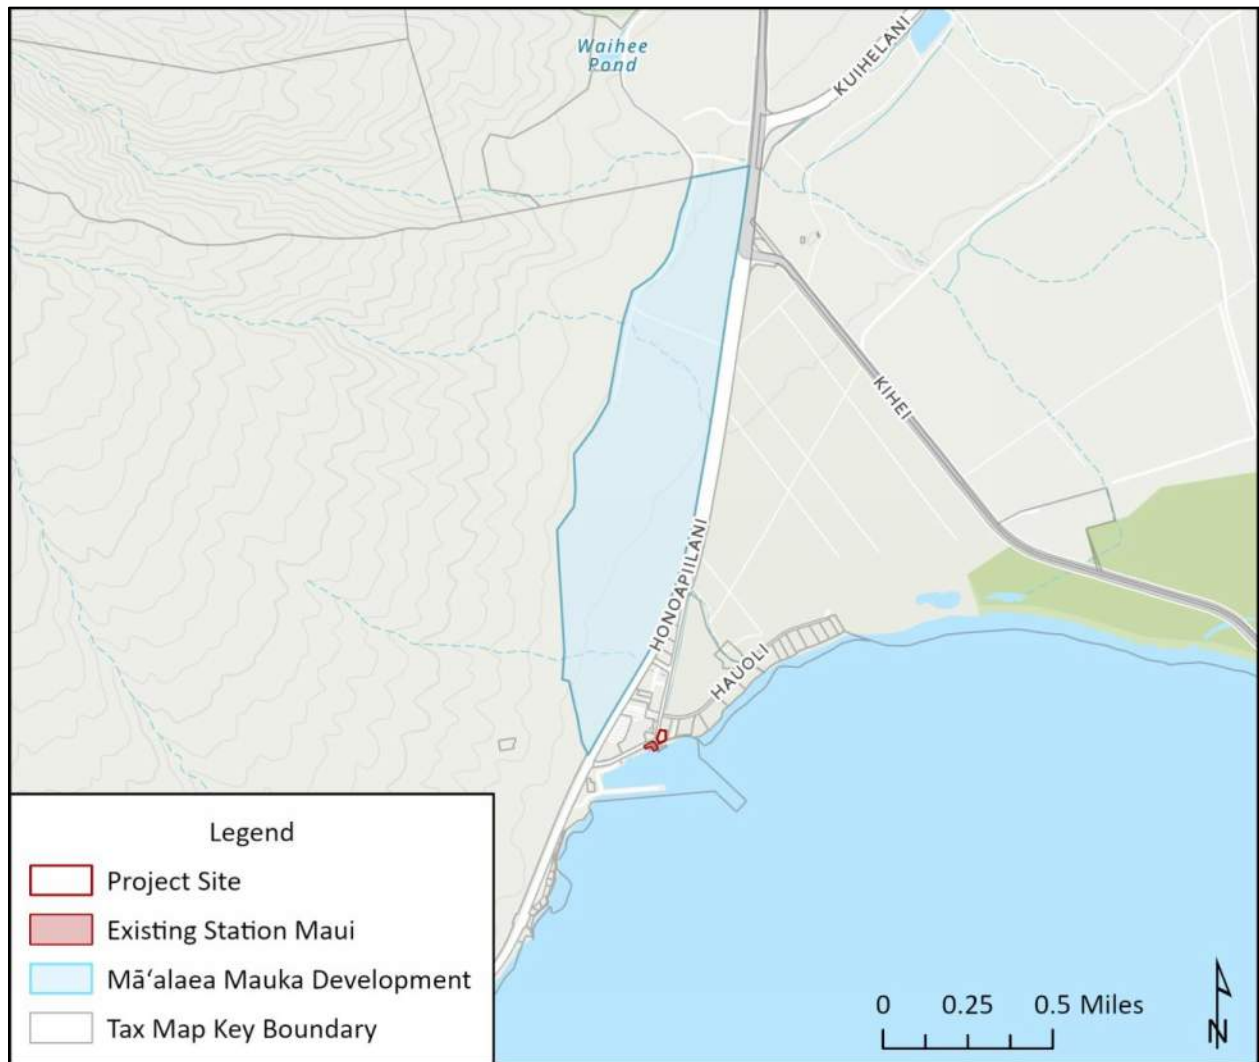 Waihee
Pond
KUIHELANI
KIHEI
HONOAPIILANI
HAUOLI
Legend
Project Site
Existing Station Maui
Mā‘alaea Mauka Development
Tax Map Key Boundary
0 0.25 0.5 Miles
N